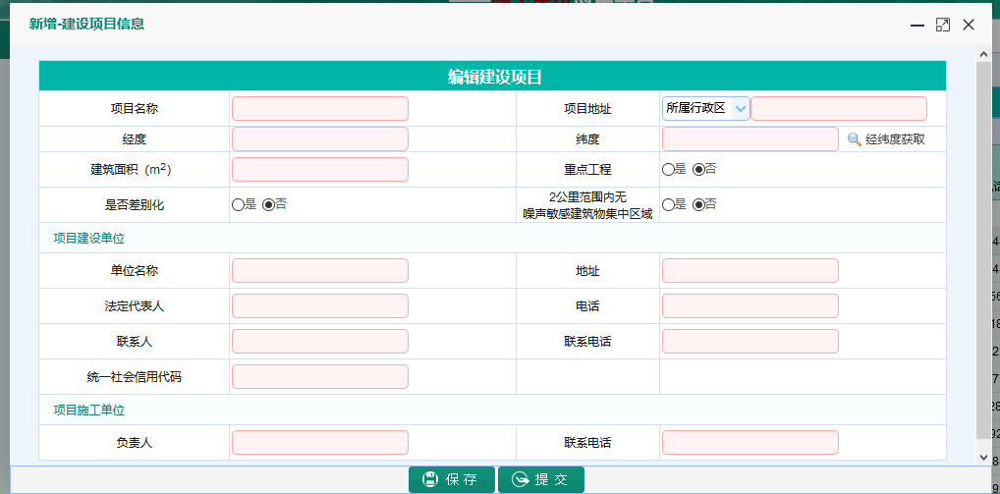 新增-建设项目信息
编辑建设项目
项目名称
项目地址 所属行政区
经度
纬度 经纬度获取
建筑面积（m²）
重点工程 是 否
是否差别化 是 否
2公里范围内无
噪声敏感建筑物集中区域 是 否
项目建设单位
单位名称
地址
法定代表人
电话
联系人
联系电话
统一社会信用代码
项目施工单位
负责人
联系电话
保存 提交